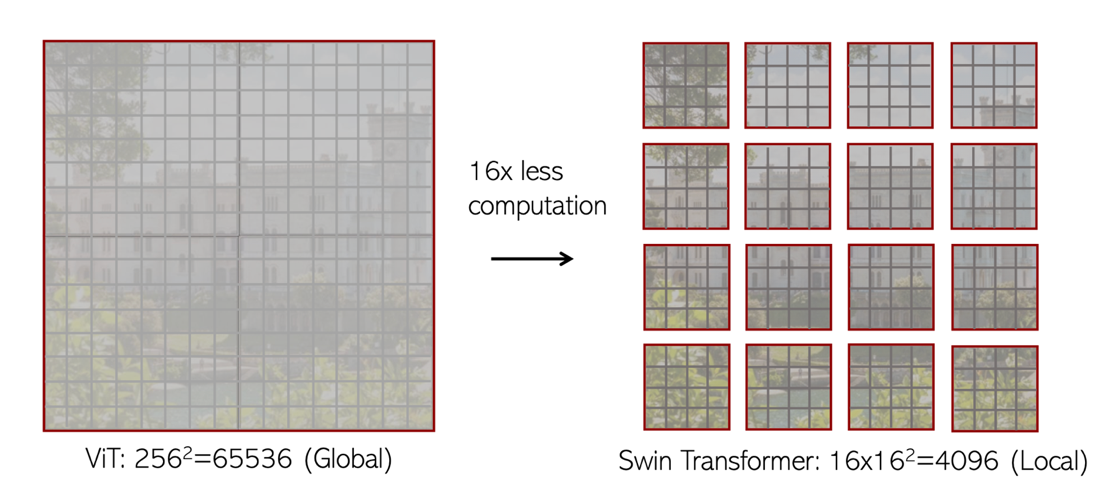 16x less
computation
ViT: 256²=65536 (Global)
Swin Transformer: 16x16²=4096 (Local)